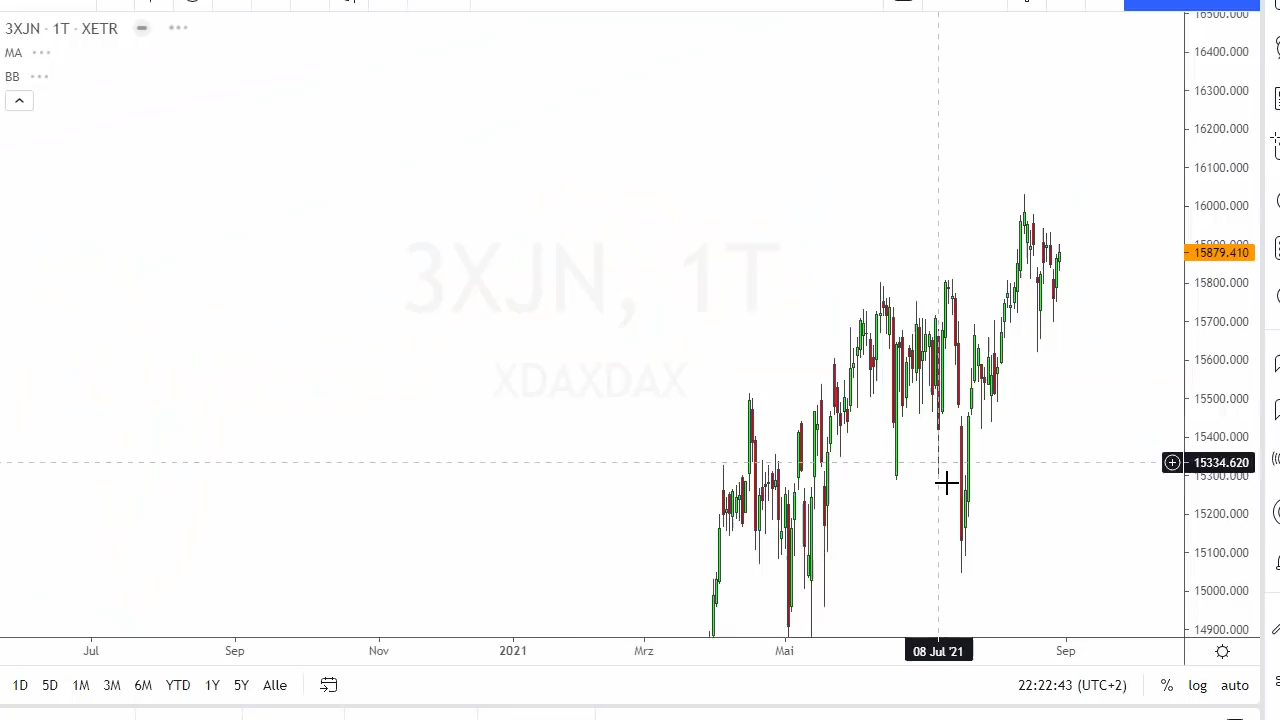 16500.000
3XJN · 1T · XETR
MA
BB
16400.000
16300.000
16200.000
16100.000
16000.000
15900.000
15879.410
15800.000
15700.000
15600.000
15500.000
15400.000
15334.620
15300.000
15200.000
15100.000
15000.000
14900.000
3XJN, 1T
XDAXDAX
Jul Sep Nov 2021 Mrz Mai 08 Jul '21 Sep
1D 5D 1M 3M 6M YTD 1Y 5Y Alle 22:22:43 (UTC+2) % log auto